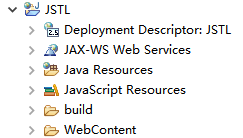 JSTL
Deployment Descriptor: JSTL
JAX-WS Web Services
Java Resources
JavaScript Resources
build
WebContent